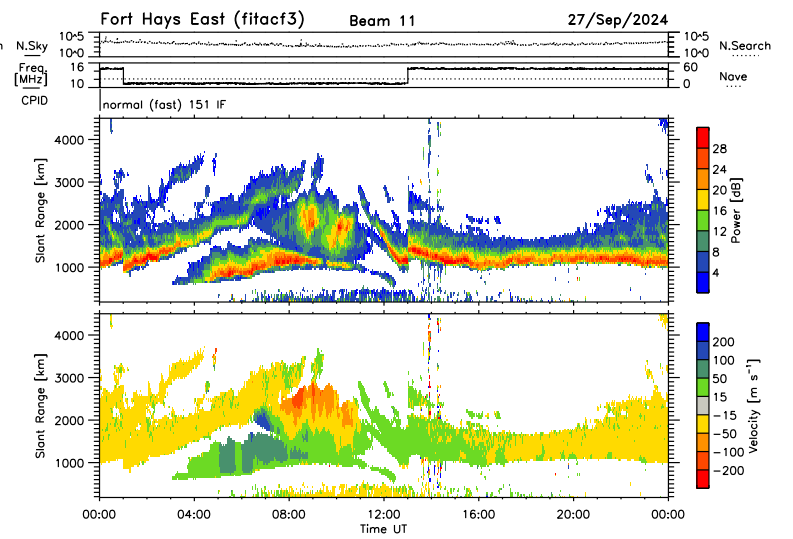 Fort Hays East (fitacf3) Beam 11 27/Sep/2024
N.Sky 10^5 10^5 N.Search
10^0 10^0
Freq. 16 60 Nave
[MHz] 10 0
CPID normal (fast) 151 IF
4000
3000
2000
1000
Slant Range [km]
28
24
20
16
12
8
4
Power [dB]
4000
3000
2000
1000
Slant Range [km]
200
100
50
15
-15
-50
-100
-200
Velocity [m s⁻¹]
00:00 04:00 08:00 12:00 16:00 20:00 00:00
Time UT